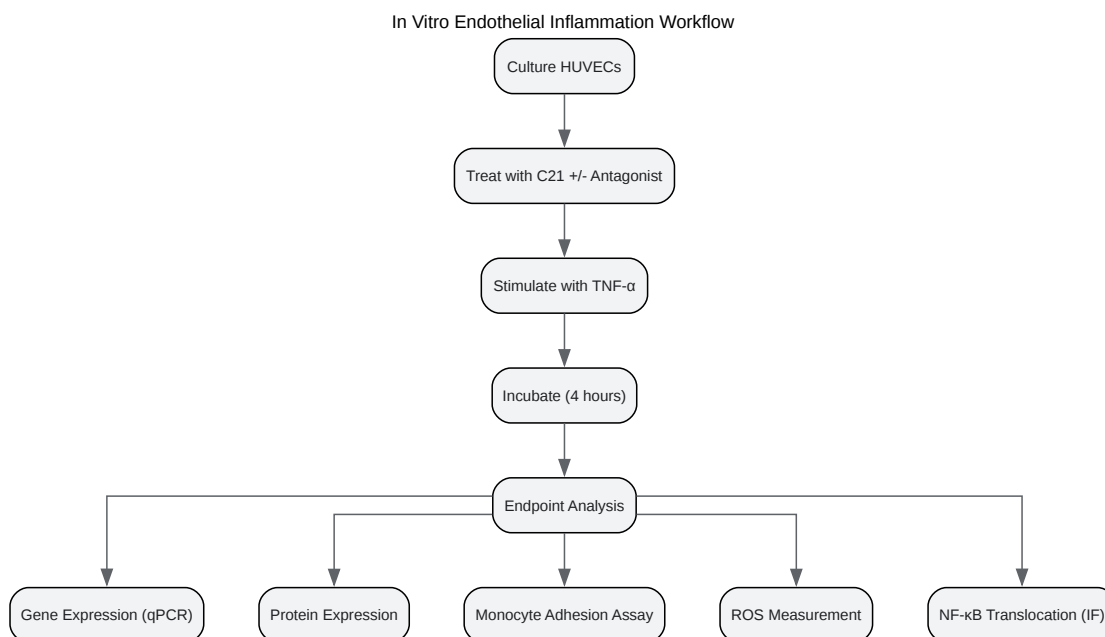 In Vitro Endothelial Inflammation Workflow
Culture HUVECs
Treat with C21 +/- Antagonist
Stimulate with TNF-α
Incubate (4 hours)
Endpoint Analysis
Gene Expression (qPCR)
Protein Expression
Monocyte Adhesion Assay
ROS Measurement
NF-κB Translocation (IF)